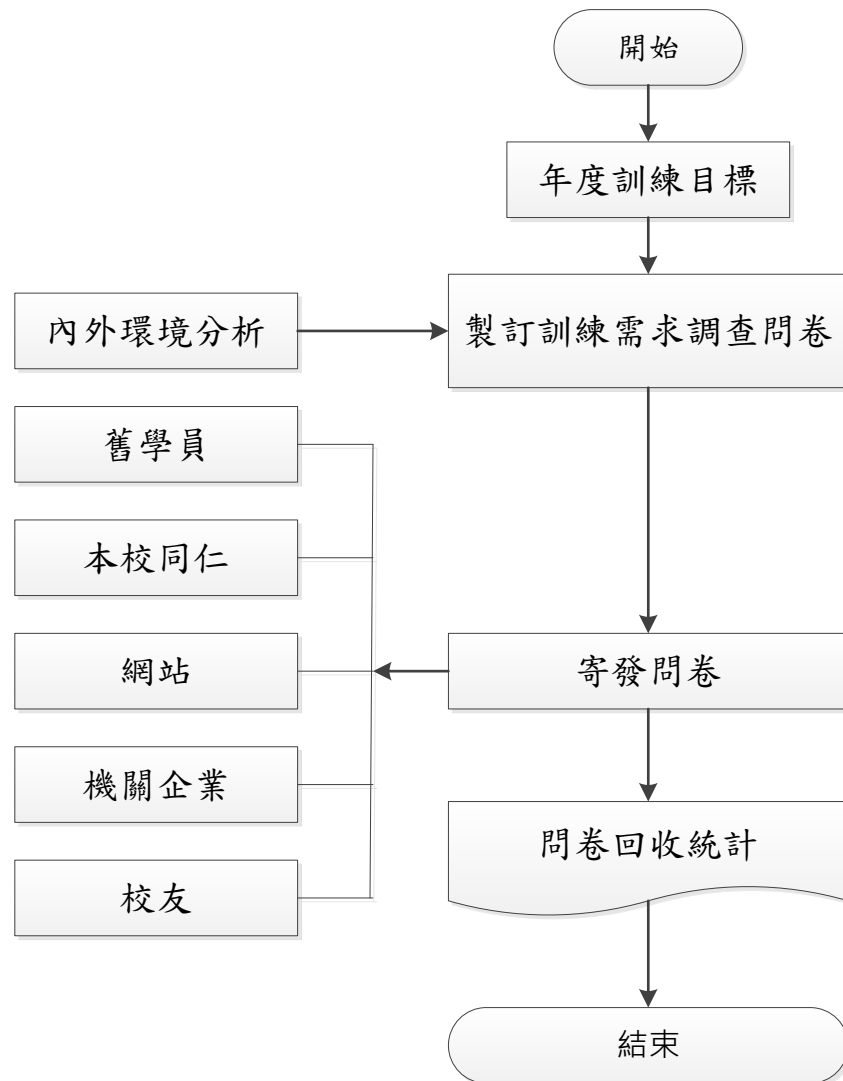 開始
年度訓練目標
內外環境分析
製訂訓練需求調查問卷
舊學員
本校同仁
網站
寄發問卷
機關企業
問卷回收統計
校友
結束